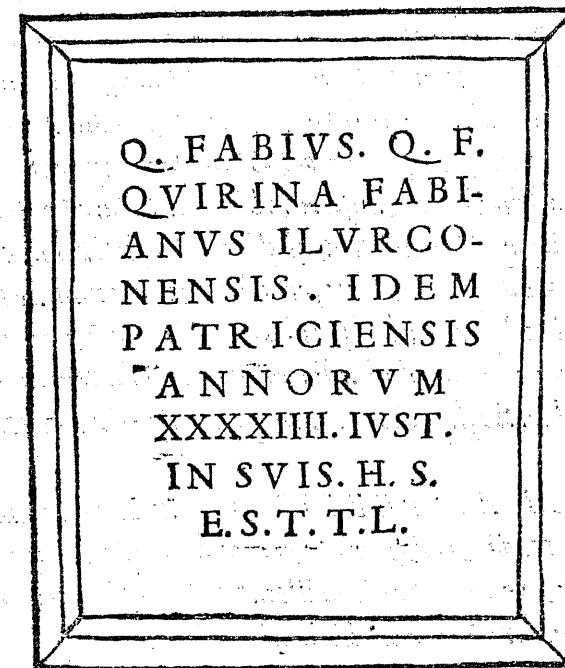 Q. FABIVS. Q. F.
QVIRINA FABI-
ANVS ILVRCO-
NENSIS. IDEM
PATRICIENSIS
ANNORVM
XXXXIIII. IVST.
IN SVIS. H. S.
E. S. T. T. L.